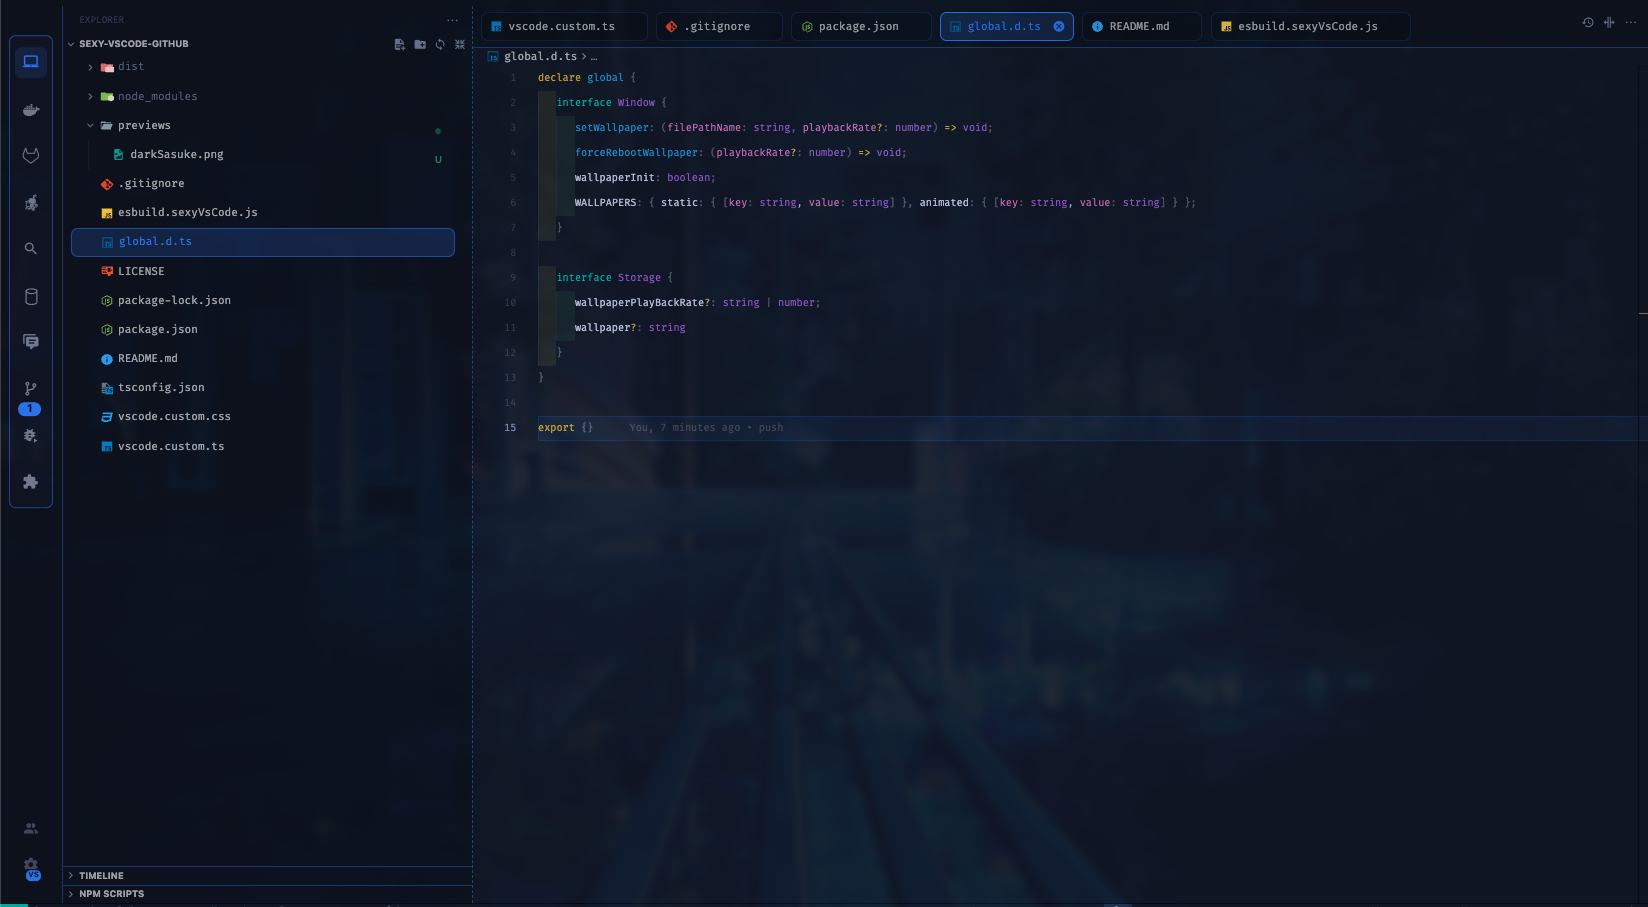 EXPLORER
SEXY-VSCODE-GITHUB
dist
node_modules
previews
darkSasuke.png
U
.gitignore
esbuild.sexyVsCode.js
global.d.ts
LICENSE
package-lock.json
package.json
README.md
tsconfig.json
vscode.custom.css
vscode.custom.ts
1
VS
TIMELINE
NPM SCRIPTS
vscode.custom.ts
.gitignore
package.json
global.d.ts
README.md
esbuild.sexyVsCode.js
global.d.ts > …
1 declare global {
2 interface Window {
3 setWallpaper: (filePathName: string, playbackRate?: number) => void;
4 forceRebootWallpaper: (playbackRate?: number) => void;
5 wallpaperInit: boolean;
6 WALLPAPERS: { static: { [key: string, value: string] }, animated: { [key: string, value: string] } };
7 }
8
9 interface Storage {
10 wallpaperPlayBackRate?: string | number;
11 wallpaper?: string
12 }
13 }
14
15 export {} You, 7 minutes ago • push